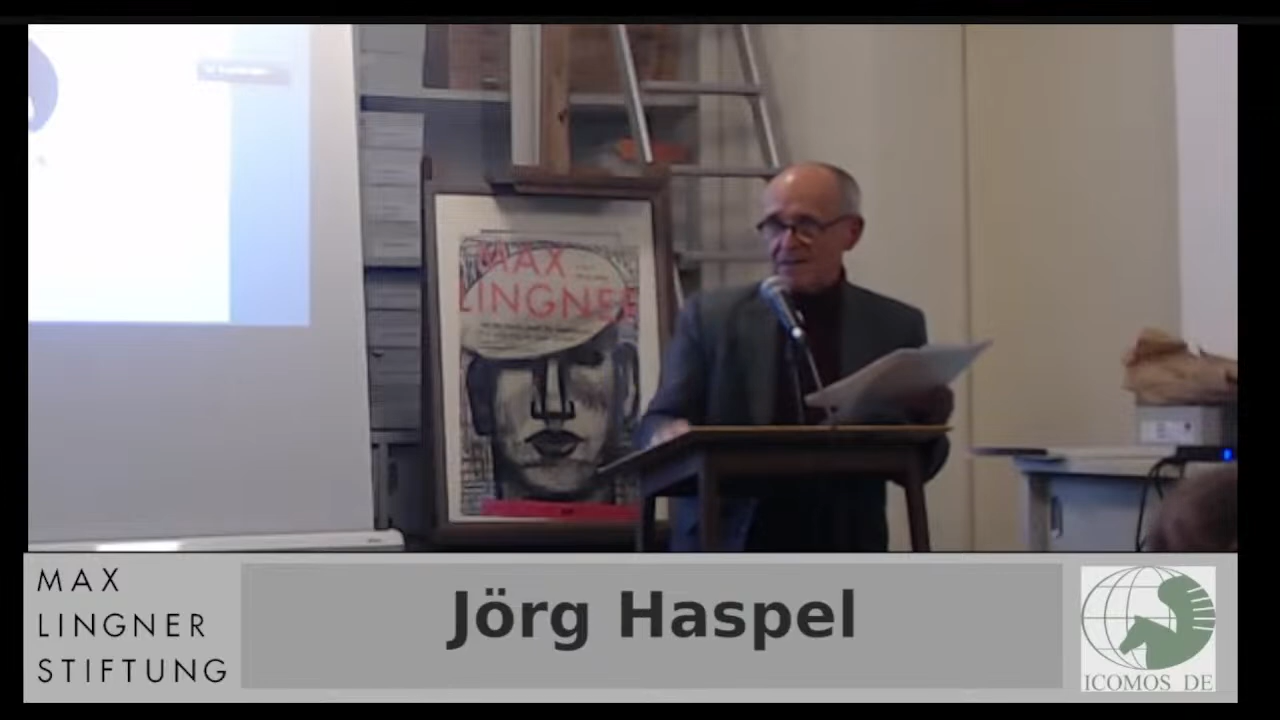 MAX
LINGNER
MAX
LINGNER
STIFTUNG
Jörg Haspel
ICOMOS DE